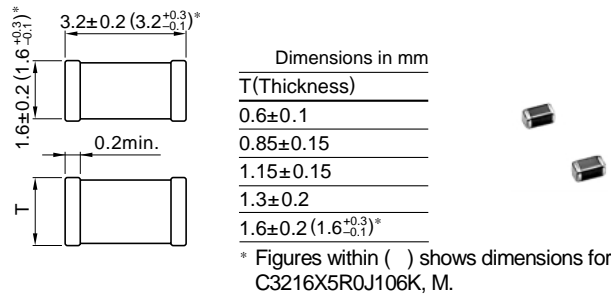 3.2±0.2 (3.2+0.3−0.1)*
1.6±0.2 (1.6+0.3−0.1)*
0.2min.
T
Dimensions in mm
T(Thickness)
0.6±0.1
0.85±0.15
1.15±0.15
1.3±0.2
1.6±0.2 (1.6+0.3−0.1)*
* Figures within (   ) shows dimensions for
C3216X5R0J106K, M.